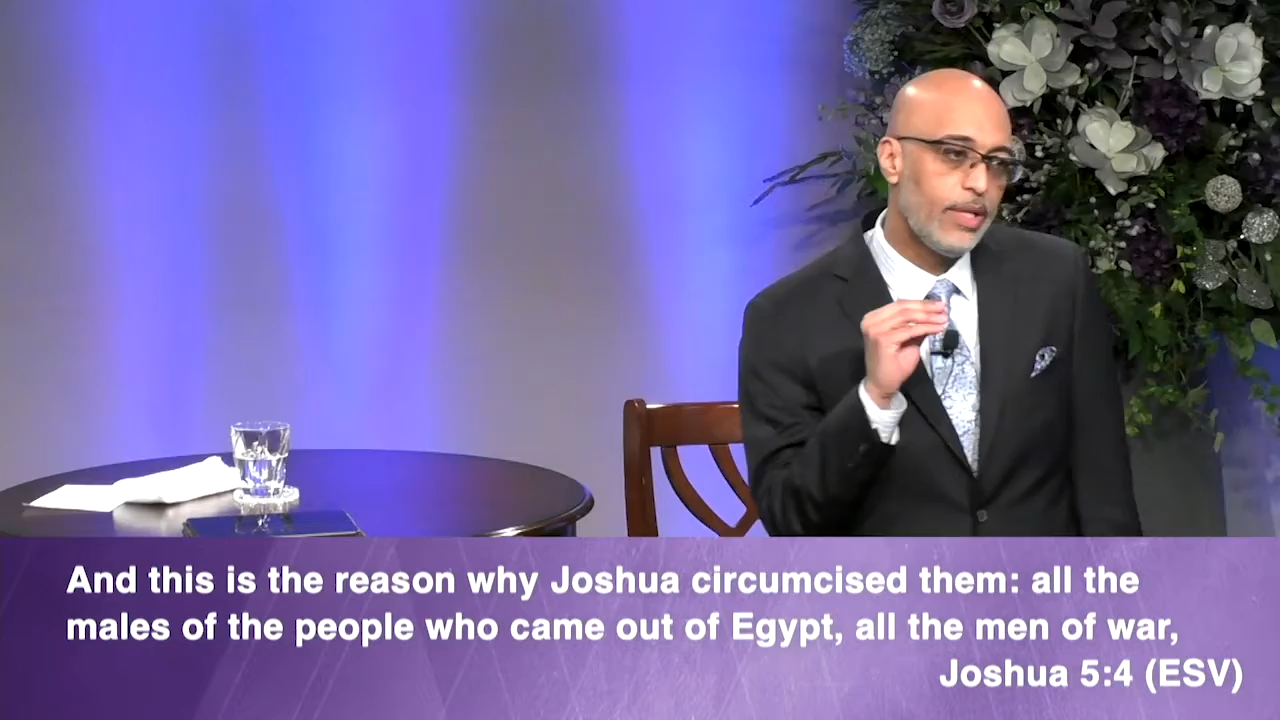 And this is the reason why Joshua circumcised them: all the
males of the people who came out of Egypt, all the men of war,
Joshua 5:4 (ESV)